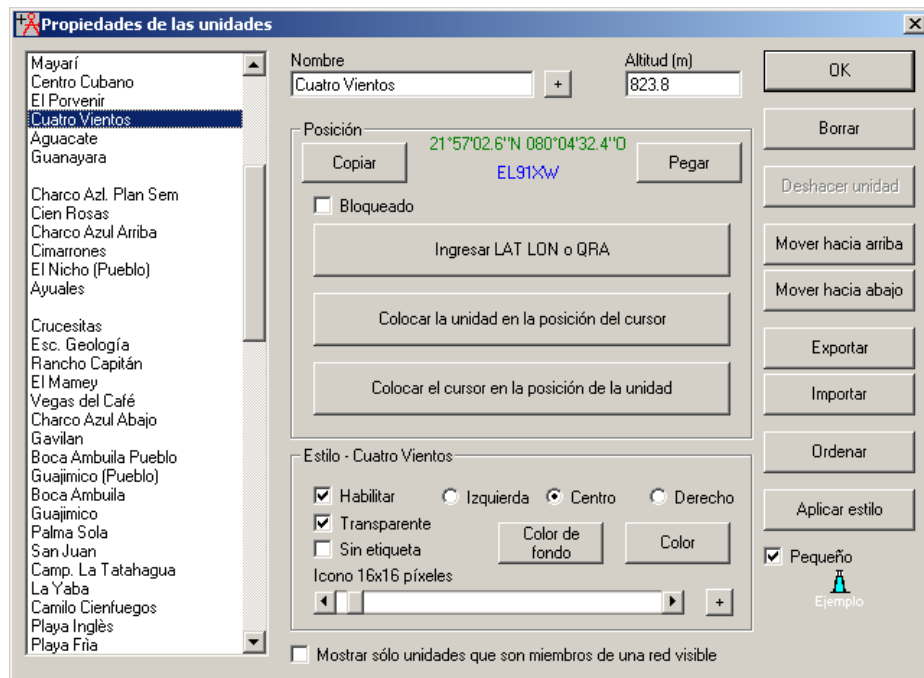 Propiedades de las unidades
Mayarí
Centro Cubano
El Porvenir
Cuatro Vientos
Aguacate
Guanayara
Charco Azl. Plan Sem
Cien Rosas
Charco Azul Arriba
Cimarrones
El Nicho (Pueblo)
Ayuales
Crucesitas
Esc. Geología
Rancho Capitán
El Mamey
Vegas del Café
Charco Azul Abajo
Gavilan
Boca Ambuila Pueblo
Guajimico (Pueblo)
Boca Ambuila
Guajimico
Palma Sola
San Juan
Camp. La Tatahagua
La Yaba
Camilo Cienfuegos
Playa Inglès
Playa Frìa
Nombre
Altitud (m)
Cuatro Vientos
+
823.8
Posición
Copiar
21°57'02.6"N 080°04'32.4"O
EL91XW
Pegar
Bloqueado
Ingresar LAT LON o QRA
Colocar la unidad en la posición del cursor
Colocar el cursor en la posición de la unidad
Estilo - Cuatro Vientos
Habilitar
Izquierda
Centro
Derecho
Transparente
Sin etiqueta
Color de
fondo
Color
Icono 16x16 píxeles
+
Mostrar sólo unidades que son miembros de una red visible
OK
Borrar
Deshacer unidad
Mover hacia arriba
Mover hacia abajo
Exportar
Importar
Ordenar
Aplicar estilo
Pequeño
Ejemplo